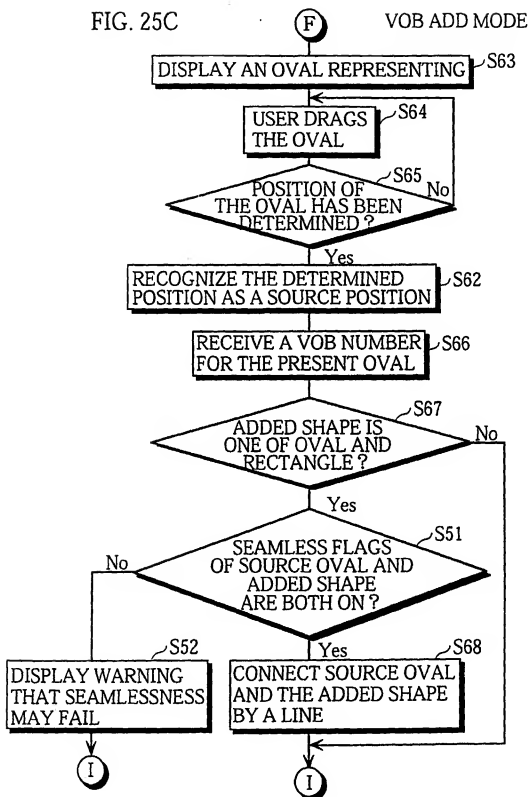 FIG. 25C
VOB ADD MODE
F
DISPLAY AN OVAL REPRESENTING
S63
USER DRAGS
THE OVAL
S64
POSITION OF
THE OVAL HAS BEEN
DETERMINED?
S65
No
Yes
RECOGNIZE THE DETERMINED
POSITION AS A SOURCE POSITION
S62
RECEIVE A VOB NUMBER
FOR THE PRESENT OVAL
S66
ADDED SHAPE IS
ONE OF OVAL AND
RECTANGLE?
S67
No
Yes
SEAMLESS FLAGS
OF SOURCE OVAL AND
ADDED SHAPE
ARE BOTH ON?
S51
No
Yes
DISPLAY WARNING
THAT SEAMLESSNESS
MAY FAIL
S52
CONNECT SOURCE OVAL
AND THE ADDED SHAPE
BY A LINE
S68
I
I